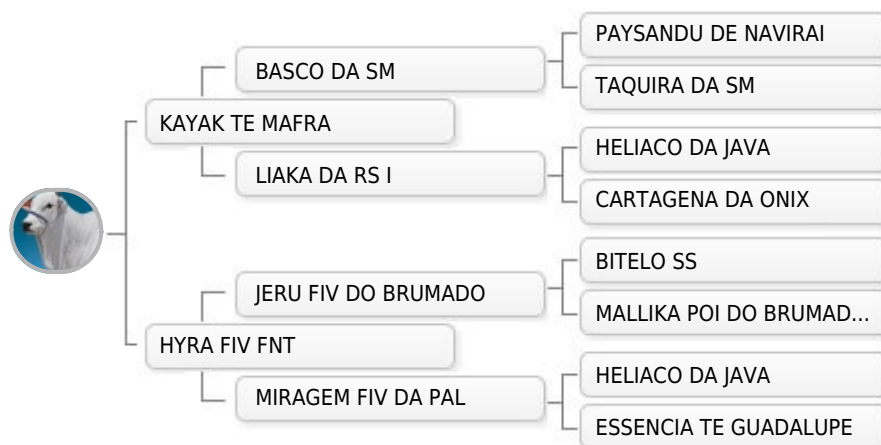 PAYSANDU DE NAVIRAI
BASCO DA SM
TAQUIRA DA SM
KAYAK TE MAFRA
HELIACO DA JAVA
LIAKA DA RS I
CARTAGENA DA ONIX
BITELO SS
JERU FIV DO BRUMADO
MALLIKA POI DO BRUMAD...
HYRA FIV FNT
HELIACO DA JAVA
MIRAGEM FIV DA PAL
ESSENCIA TE GUADALUPE